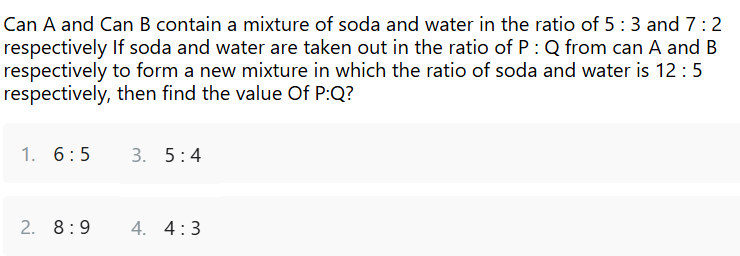 Can A and Can B contain a mixture of soda and water in the ratio of 5 : 3 and 7 : 2
respectively If soda and water are taken out in the ratio of P : Q from can A and B
respectively to form a new mixture in which the ratio of soda and water is 12 : 5
respectively, then find the value Of P:Q?
1. 6 : 5 3. 5 : 4
2. 8 : 9 4. 4 : 3